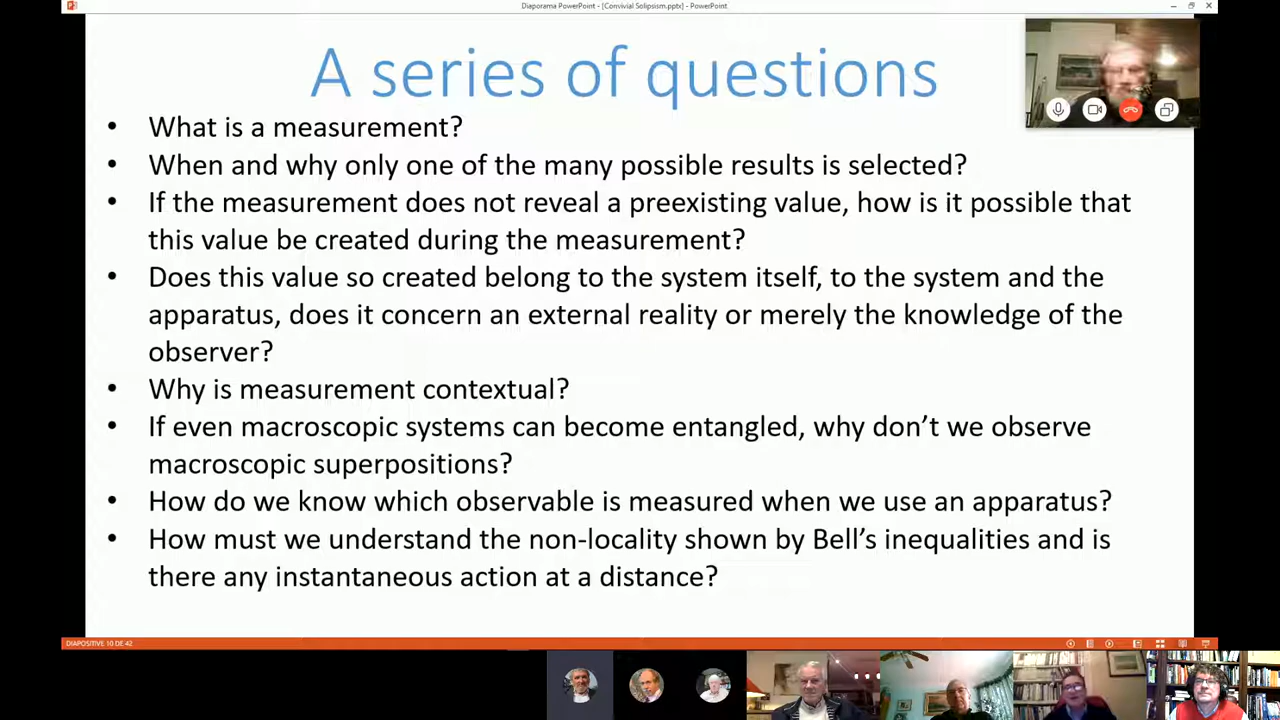 Diaporama PowerPoint - [Convivial Solipsism.pptx] - PowerPoint
A series of questions
• What is a measurement?
• When and why only one of the many possible results is selected?
• If the measurement does not reveal a preexisting value, how is it possible that
this value be created during the measurement?
• Does this value so created belong to the system itself, to the system and the
apparatus, does it concern an external reality or merely the knowledge of the
observer?
• Why is measurement contextual?
• If even macroscopic systems can become entangled, why don’t we observe
macroscopic superpositions?
• How do we know which observable is measured when we use an apparatus?
• How must we understand the non-locality shown by Bell’s inequalities and is
there any instantaneous action at a distance?
DIAPOSITIVE 10 DE 42